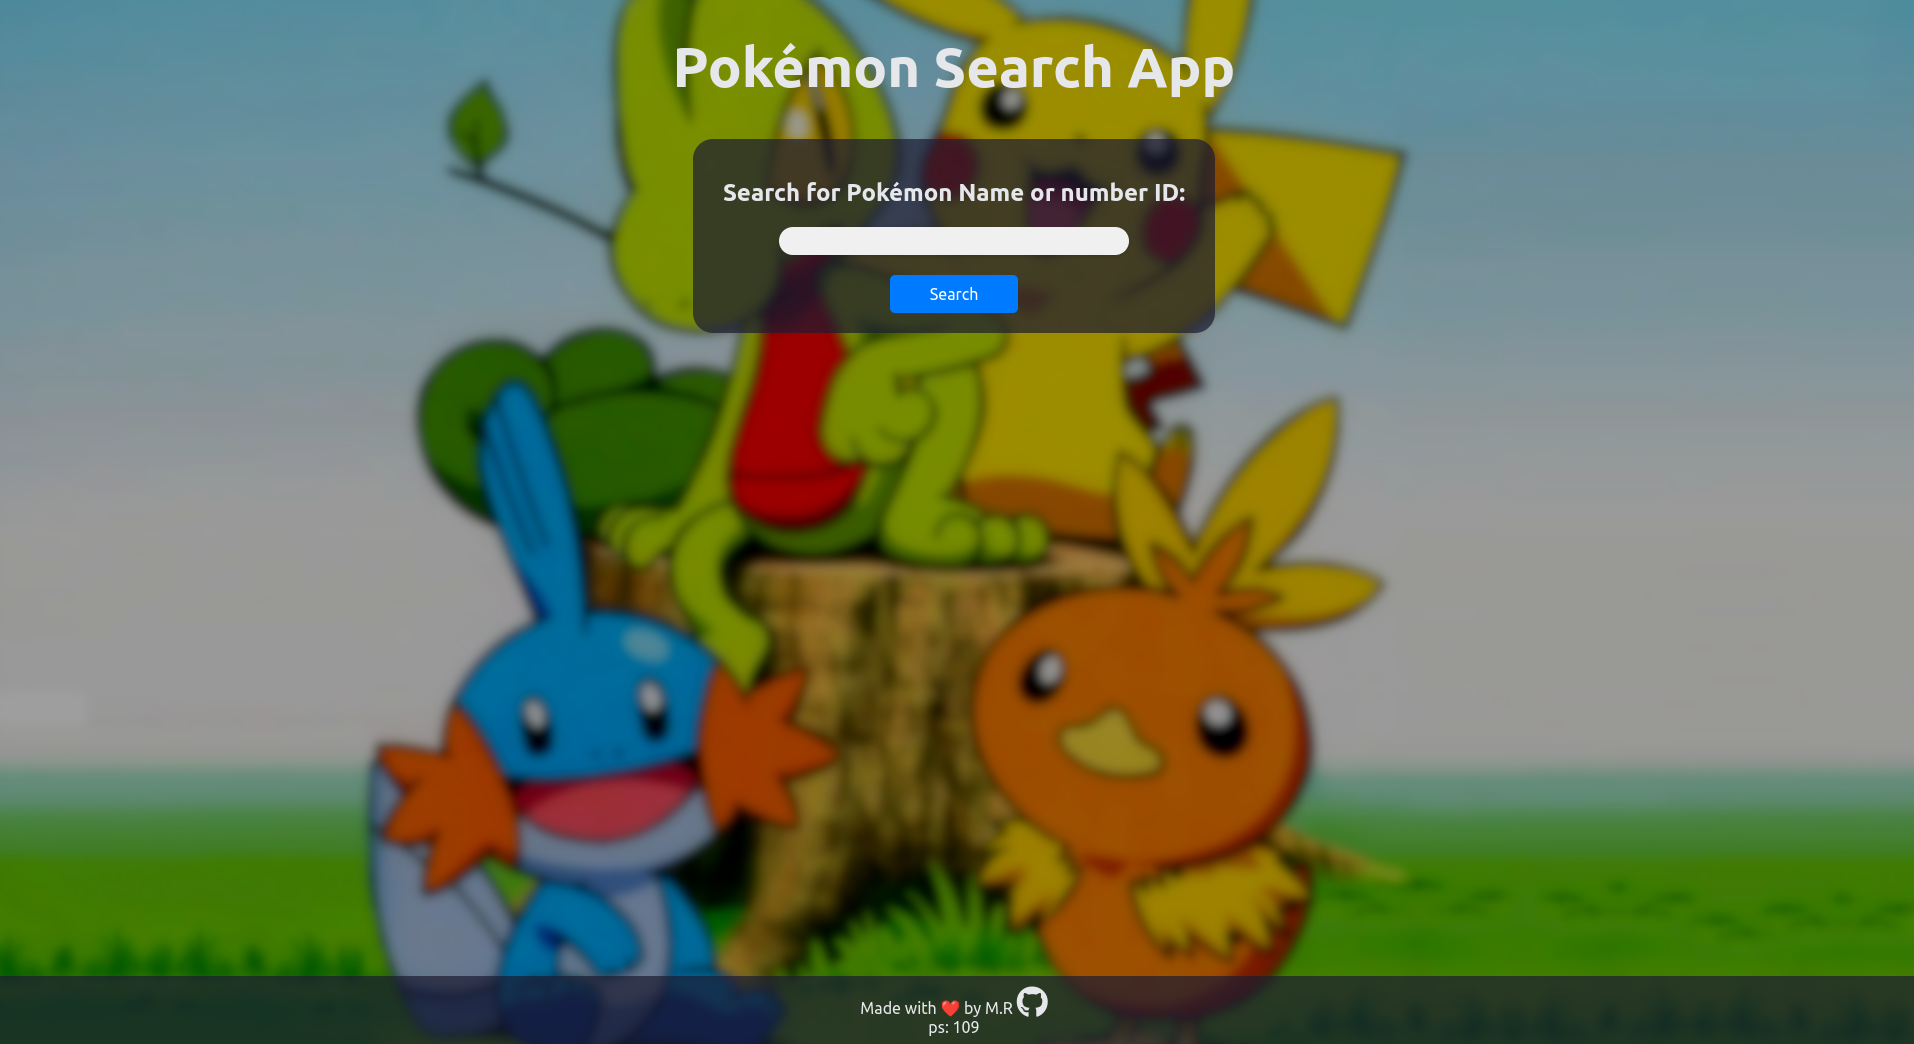 Pokémon Search App
Search for Pokémon Name or number ID:
Search
Made with ❤️ by M.R
ps: 109